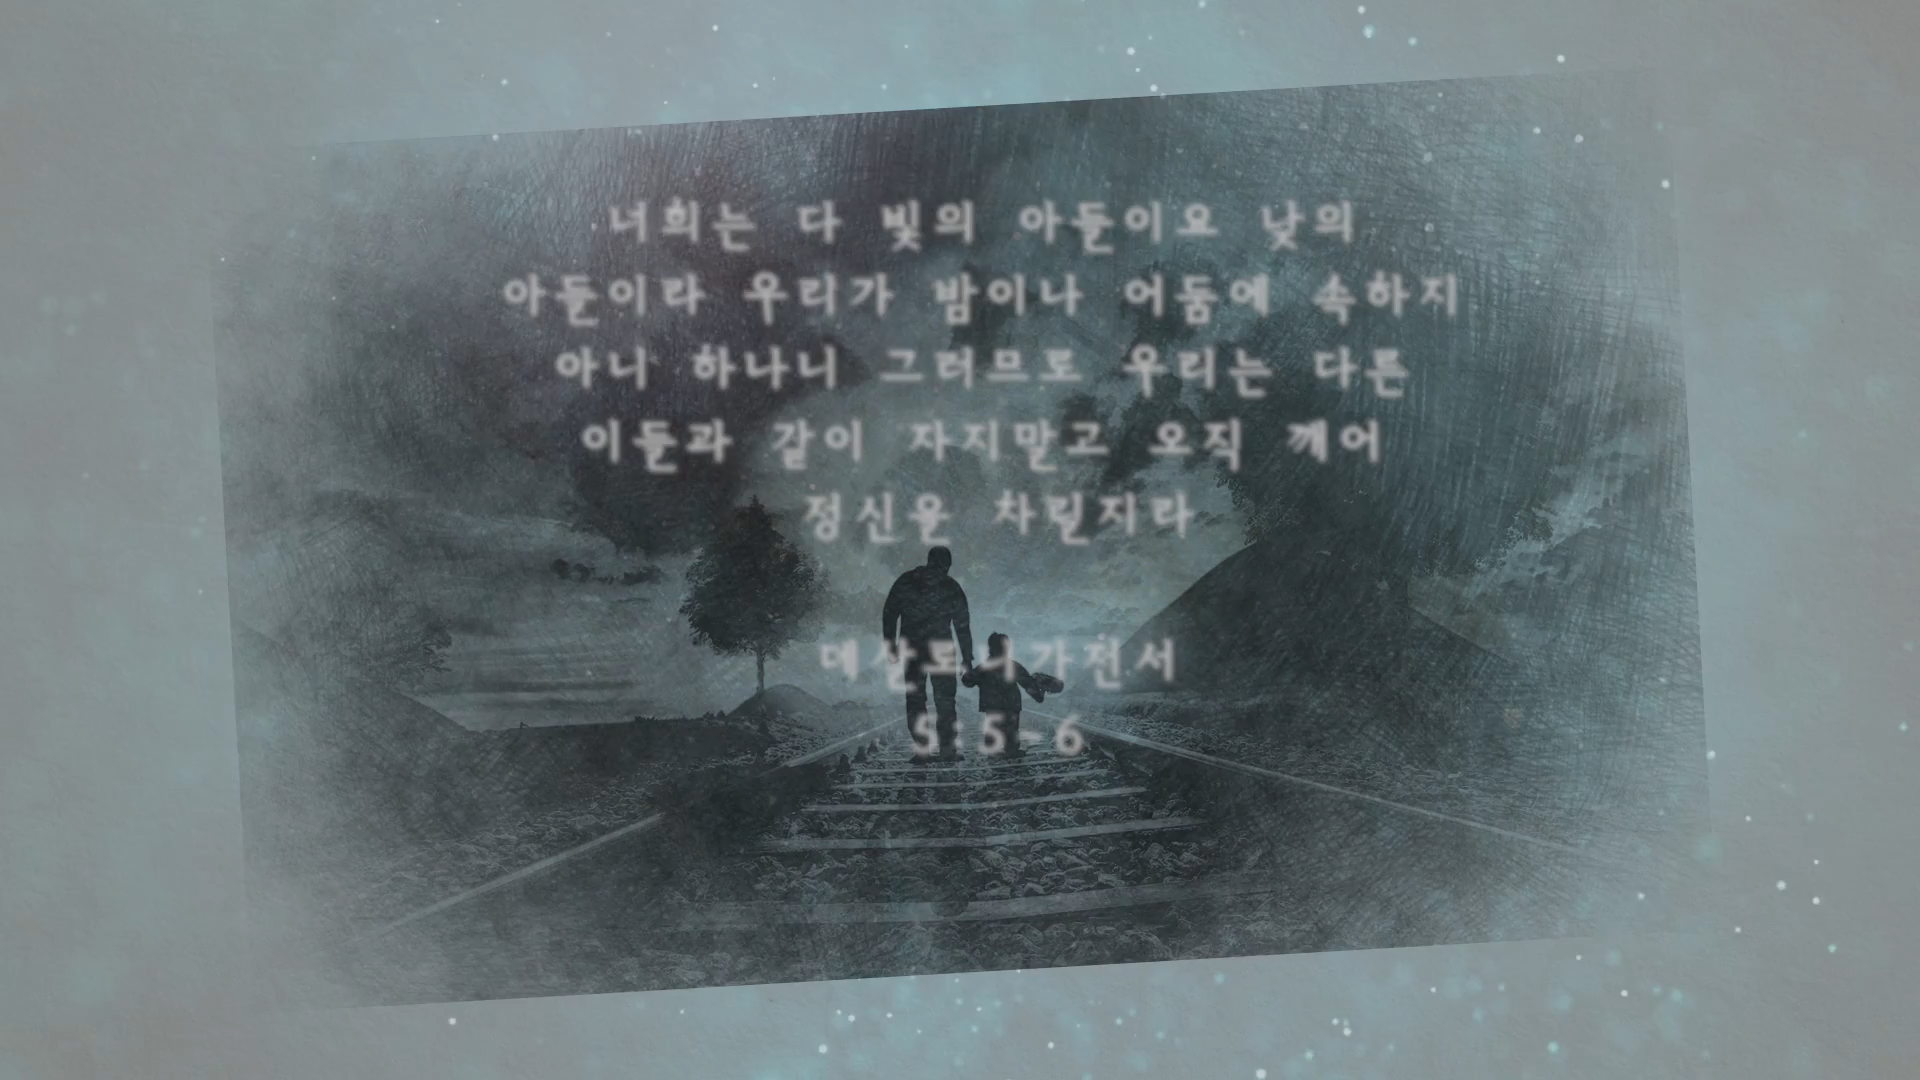 너희는 다 빛의 아들이요 낮의
아들이라 우리가 밤이나 어둠에 속하지
아니 하나니 그러므로 우리는 다른
이들과 같이 자지말고 오직 깨어
정신을 차릴지라
데살로니가전서
5:5-6